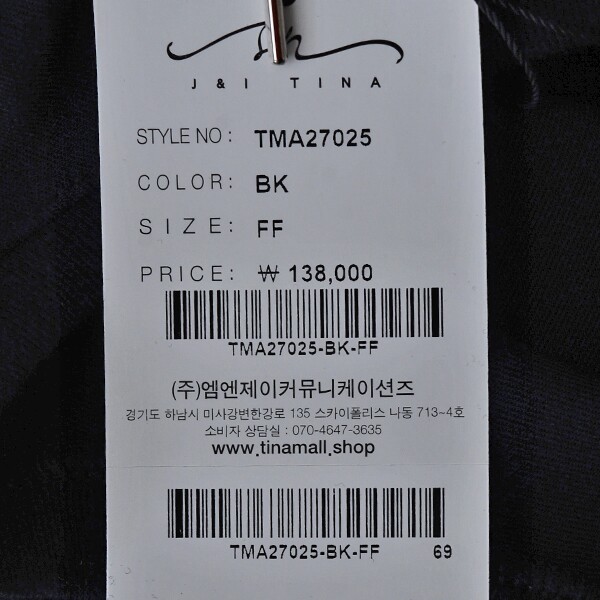 J & I TINA
STYLE NO : TMA27025
COLOR: BK
SIZE: FF
PRICE: ₩ 138,000
TMA27025-BK-FF
(주)엠엔제이커뮤니케이션즈
경기도 하남시 미사강변한강로 135 스카이폴리스 나동 713~4호
소비자 상담실 : 070-4647-3635
www.tinamall.shop
TMA27025-BK-FF 69